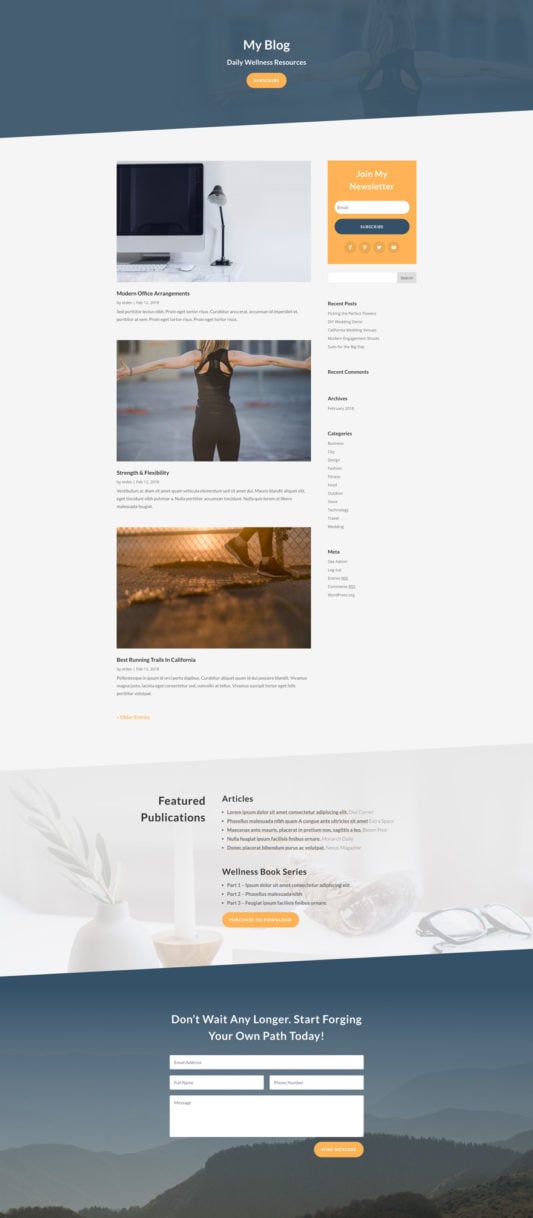 My Blog
Daily Wellness Resources
SUBSCRIBE
Modern Office Arrangements
by eiden | Feb 12, 2018
Sed porttitor lectus nibh. Proin eget tortor risus. Curabitur arcu erat, accumsan id imperdiet et,
porttitor at sem. Proin eget tortor risus. Proin eget tortor risus.
Strength & Flexibility
by eiden | Feb 12, 2018
Vestibulum ac diam sit amet quam vehicula elementum sed sit amet dui. Mauris blandit aliquet elit,
eget tincidunt nibh pulvinar a. Nulla porttitor accumsan tincidunt. Nulla quis lorem ut libero
malesuada feugiat.
Best Running Trails In California
by eiden | Feb 12, 2018
Pellentesque in ipsum id orci porta dapibus. Curabitur aliquet quam id dui posuere blandit. Vivamus
magna justo, lacinia eget consectetur sed, convallis at tellus. Vivamus suscipit tortor eget felis
porttitor volutpat.
« Older Entries
Join My
Newsletter
Email
SUBSCRIBE
Search
Recent Posts
Picking the Perfect Flowers
DIY Wedding Decor
California Wedding Venues
Modern Engagement Shoots
Suits for the Big Day
Recent Comments
Archives
February 2018
Categories
Business
City
Design
Fashion
Fitness
Food
Outdoor
Store
Technology
Travel
Wedding
Meta
Site Admin
Log out
Entries RSS
Comments RSS
WordPress.org
Featured
Publications
Articles
• Lorem ipsum dolor sit amet consectetur adipiscing elit. Divi Corner
• Phasellus malesuada nibh quam A congue ante ultricies sit amet Extra Space
• Maecenas ante mauris, placerat in pretium non, sagittis a leo. Bloom Post
• Nulla feugiat ipsum facilisis finibus ornare. Monarch Daily
• Donec placerat bibendum purus ac volutpat. Nexus Magazine
Wellness Book Series
• Part 1 – Ipsum dolor sit amet consectetur adipiscing elit
• Part 2 – Phasellus malesuada nibh
• Part 3 – Feugiat ipsum facilisis finibus ornare.
PURCHASE OR DOWNLOAD
Don't Wait Any Longer. Start Forging
Your Own Path Today!
Email Address
Full Name
Phone Number
Message
SEND MESSAGE